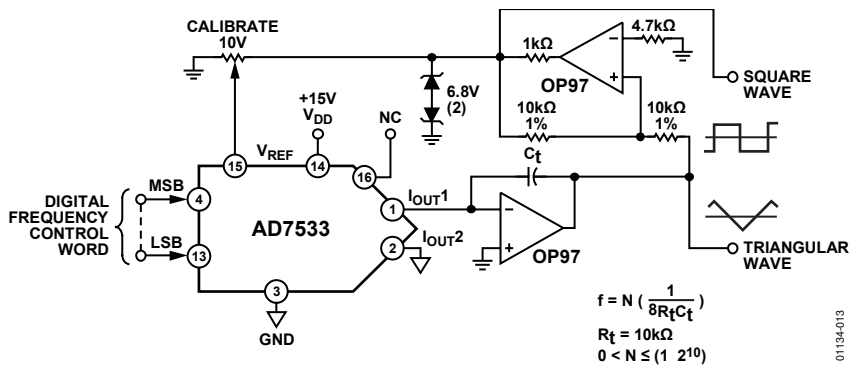 CALIBRATE
10V
1kΩ
4.7kΩ
OP97
SQUARE
WAVE
6.8V
(2)
10kΩ
1%
10kΩ
1%
+15V
VDD
NC
Ct
VREF
15
14
16
DIGITAL
FREQUENCY
CONTROL
WORD
MSB
4
LSB
13
AD7533
IOUT1
1
IOUT2
2
OP97
TRIANGULAR
WAVE
3
GND
f = N ( 1 / 8RtCt )
Rt = 10kΩ
0 < N ≤ (1 2^10)
01134-013